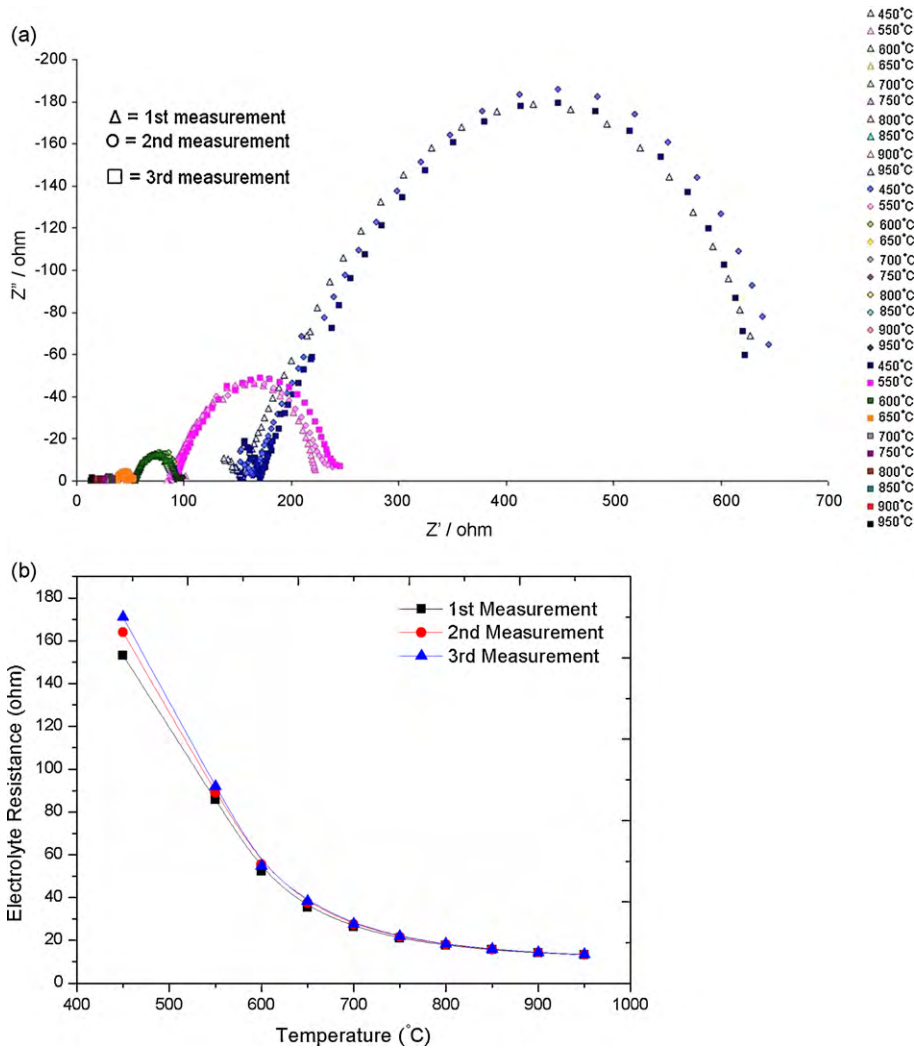 (a)
-200
-180
-160
-140
-120
-100
-80
-60
-40
-20
0
Z'' / ohm
Δ = 1st measurement
O = 2nd measurement
□ = 3rd measurement
0 100 200 300 400 500 600 700
Z' / ohm
450°C
550°C
600°C
650°C
700°C
750°C
800°C
850°C
900°C
950°C
450°C
550°C
600°C
650°C
700°C
750°C
800°C
850°C
900°C
950°C
450°C
550°C
600°C
650°C
700°C
750°C
800°C
850°C
900°C
950°C
(b)
180
160
140
120
100
80
60
40
20
0
Electrolyte Resistance (ohm)
1st Measurement
2nd Measurement
3rd Measurement
400 500 600 700 800 900 1000
Temperature (°C)